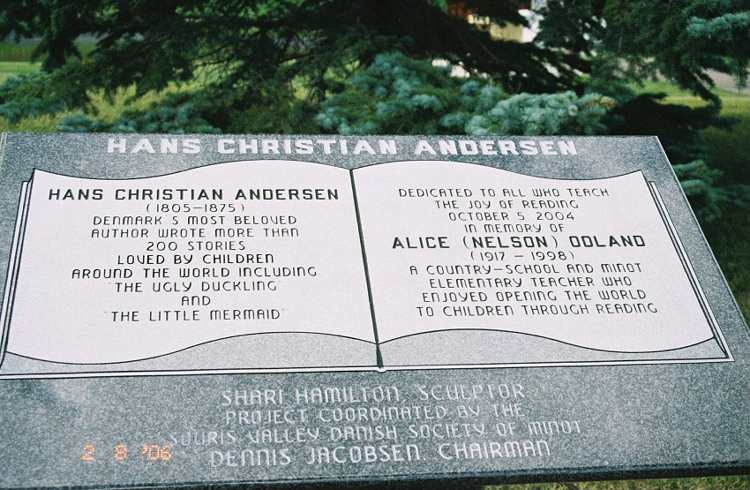 HANS CHRISTIAN ANDERSEN
HANS CHRISTIAN ANDERSEN
(1805-1875)
DENMARK'S MOST BELOVED
AUTHOR WROTE MORE THAN
200 STORIES
LOVED BY CHILDREN
AROUND THE WORLD INCLUDING
"THE UGLY DUCKLING"
AND
"THE LITTLE MERMAID"
DEDICATED TO ALL WHO TEACH
THE JOY OF READING
OCTOBER 5, 2004
IN MEMORY OF
ALICE (NELSON) ODLAND
(1917 - 1998)
A COUNTRY-SCHOOL AND MINOT
ELEMENTARY TEACHER WHO
ENJOYED OPENING THE WORLD
TO CHILDREN THROUGH READING
SHARI HAMILTON, SCULPTOR
PROJECT COORDINATED BY THE
SOURIS VALLEY DANISH SOCIETY OF MINOT
DENNIS JACOBSEN, CHAIRMAN
2 8 '06